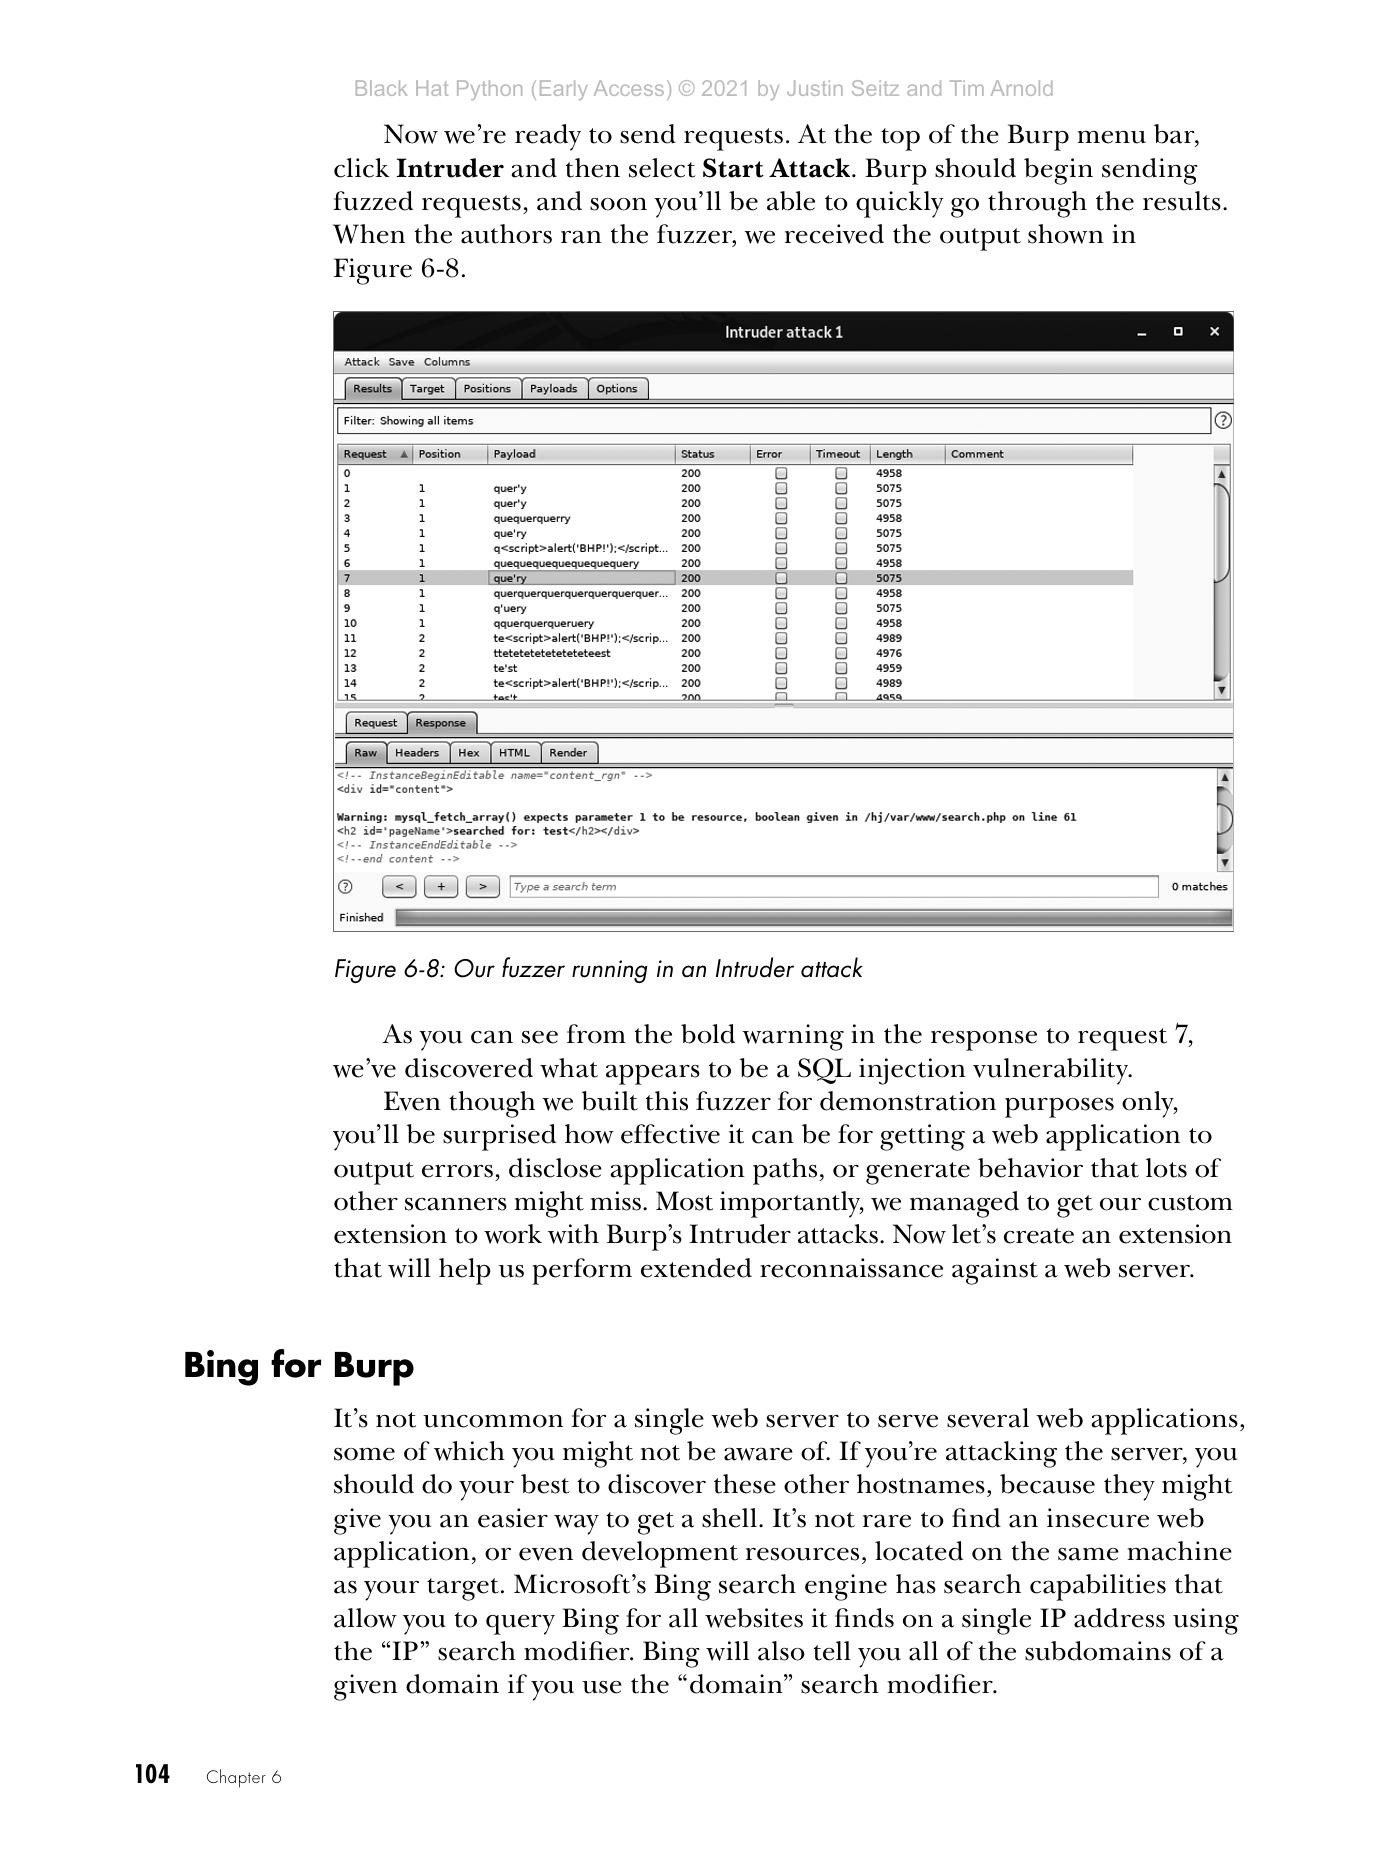 Black Hat Python (Early Access) © 2021 by Justin Seitz and Tim Arnold
Now we’re ready to send requests. At the top of the Burp menu bar,
click Intruder and then select Start Attack. Burp should begin sending
fuzzed requests, and soon you’ll be able to quickly go through the results.
When the authors ran the fuzzer, we received the output shown in
Figure 6-8.
Intruder attack 1
Attack Save Columns
Results Target Positions Payloads Options
Filter: Showing all items
Request Position Payload Status Error Timeout Length Comment
0 200 4958
1 1 quer'y 200 5075
2 1 quer'y 200 5075
3 1 quequerquerry 200 4958
4 1 que'ry 200 5075
5 1 q<script>alert('BHP!');</script... 200 5075
6 1 quequequequequequequery 200 4958
7 1 que'ry 200 5075
8 1 querquerquerquerquerquerquer... 200 4958
9 1 q'uery 200 5075
10 1 qquerquerqueruery 200 4958
11 2 te<script>alert('BHP!');</scrip... 200 4989
12 2 tteteteteteteteteest 200 4976
13 2 te'st 200 4959
14 2 te<script>alert('BHP!');</scrip... 200 4989
15 2 tes't 200 4959
Request Response
Raw Headers Hex HTML Render
<!-- InstanceBeginEditable name="content_rgn" -->
<div id="content">
Warning: mysql_fetch_array() expects parameter 1 to be resource, boolean given in /hj/var/www/search.php on line 61
<h2 id='pageName'>searched for: test</h2></div>
<!-- InstanceEndEditable -->
<!--end content -->
? < + > Type a search term 0 matches
Finished
Figure 6-8: Our fuzzer running in an Intruder attack
As you can see from the bold warning in the response to request 7,
we’ve discovered what appears to be a SQL injection vulnerability.
Even though we built this fuzzer for demonstration purposes only,
you’ll be surprised how effective it can be for getting a web application to
output errors, disclose application paths, or generate behavior that lots of
other scanners might miss. Most importantly, we managed to get our custom
extension to work with Burp’s Intruder attacks. Now let’s create an extension
that will help us perform extended reconnaissance against a web server.
Bing for Burp
It’s not uncommon for a single web server to serve several web applications,
some of which you might not be aware of. If you’re attacking the server, you
should do your best to discover these other hostnames, because they might
give you an easier way to get a shell. It’s not rare to find an insecure web
application, or even development resources, located on the same machine
as your target. Microsoft’s Bing search engine has search capabilities that
allow you to query Bing for all websites it finds on a single IP address using
the “IP” search modifier. Bing will also tell you all of the subdomains of a
given domain if you use the “domain” search modifier.
104 Chapter 6